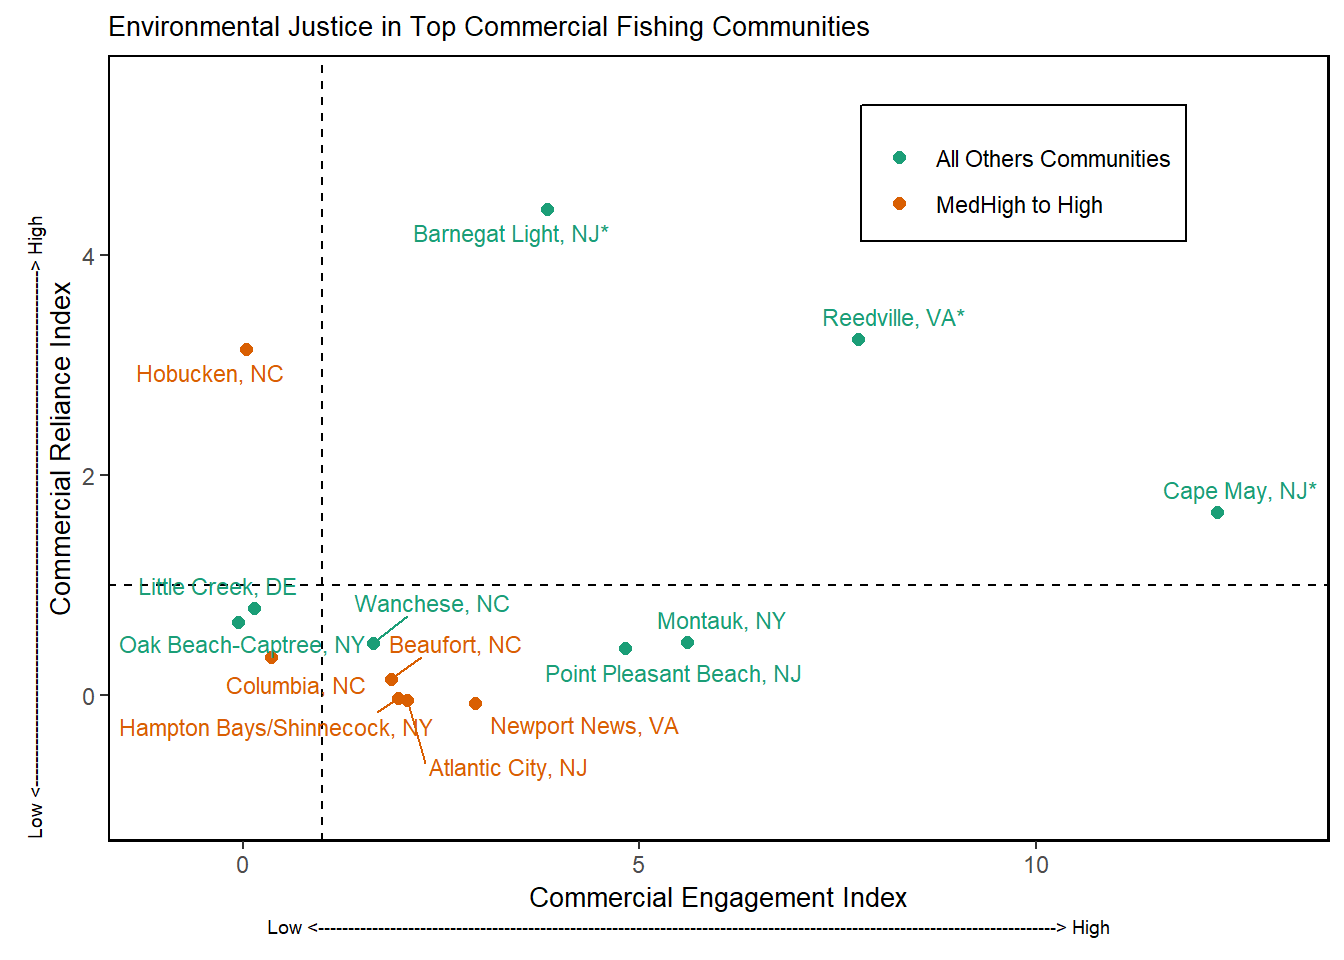 Environmental Justice in Top Commercial Fishing Communities
All Others Communities
MedHigh to High
Barnegat Light, NJ*
Reedville, VA*
Hobucken, NC
Cape May, NJ*
Little Creek, DE
Wanchese, NC
Montauk, NY
Oak Beach-Captree, NY
Beaufort, NC
Point Pleasant Beach, NJ
Columbia, NC
Hampton Bays/Shinnecock, NY
Newport News, VA
Atlantic City, NJ
4
2
0
Commercial Reliance Index
Low <--------------------------------------------------------------------------------------> High
0
5
10
Commercial Engagement Index
Low <----------------------------------------------------------------------------------------------------------------------------> High